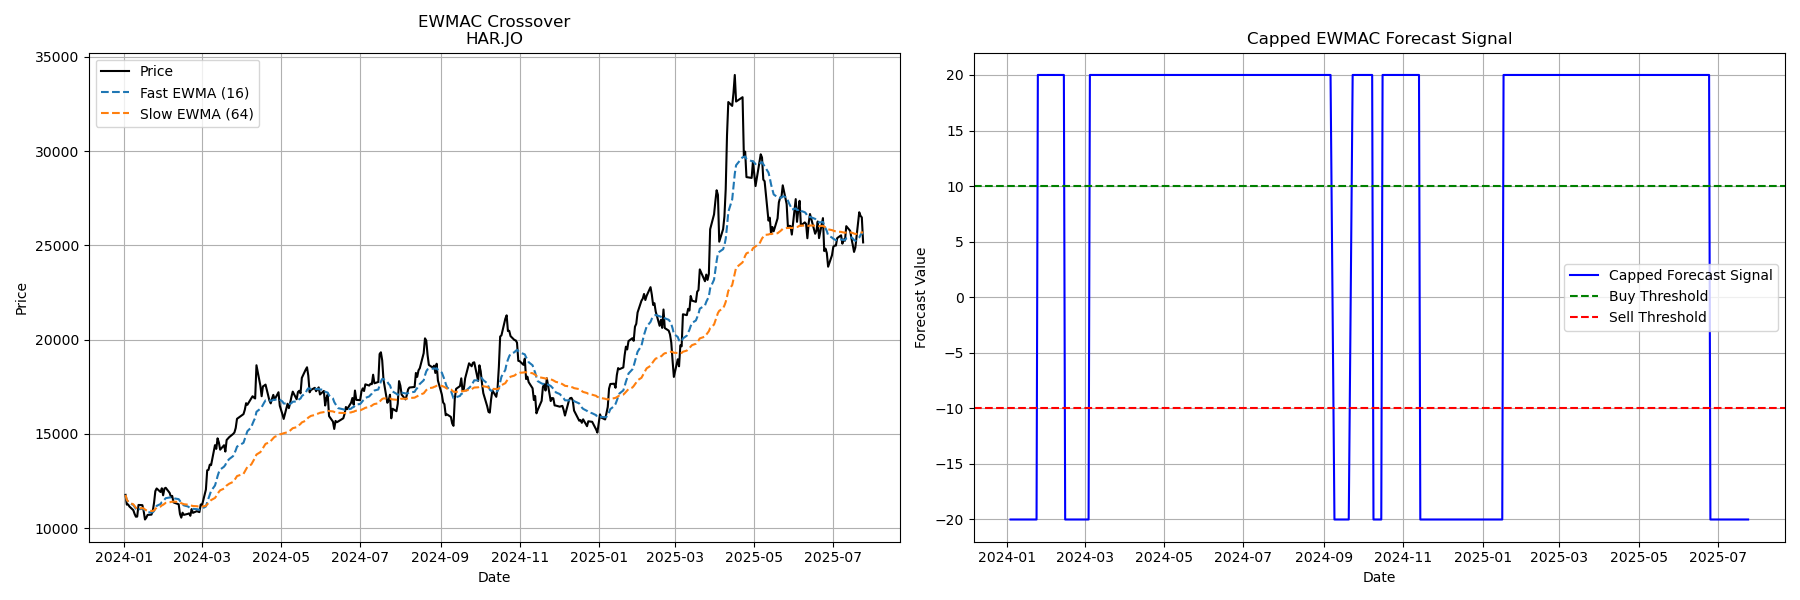 EWMAC Crossover
HAR.JO
Price
Fast EWMA (16)
Slow EWMA (64)
35000
30000
25000
20000
15000
10000
Price
2024-01 2024-03 2024-05 2024-07 2024-09 2024-11 2025-01 2025-03 2025-05 2025-07
Date
Capped EWMAC Forecast Signal
20
15
10
5
0
−5
−10
−15
−20
Forecast Value
Capped Forecast Signal
Buy Threshold
Sell Threshold
2024-01 2024-03 2024-05 2024-07 2024-09 2024-11 2025-01 2025-03 2025-05 2025-07
Date